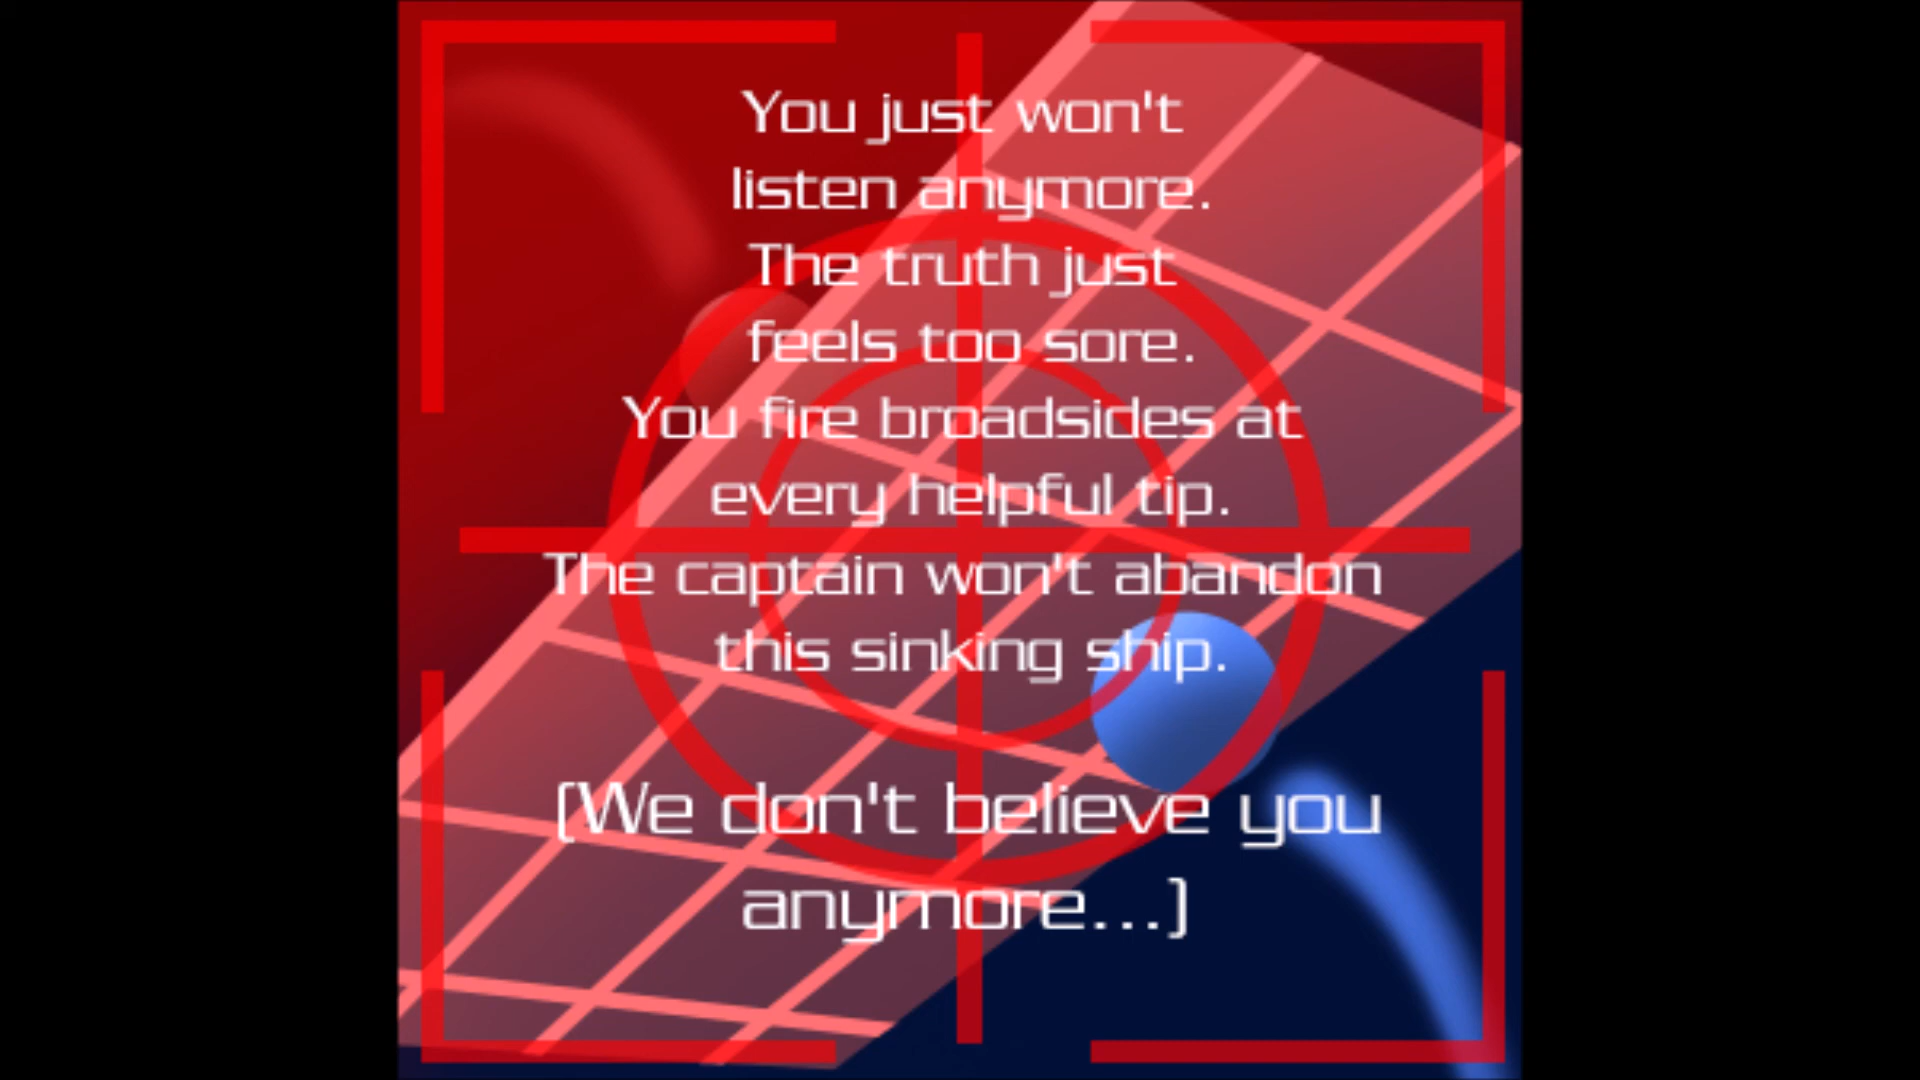 You just won't
listen anymore.
The truth just
feels too sore.
You fire broadsides at
every helpful tip.
The captain won't abandon
this sinking ship.
[We don't believe you
anymore...]